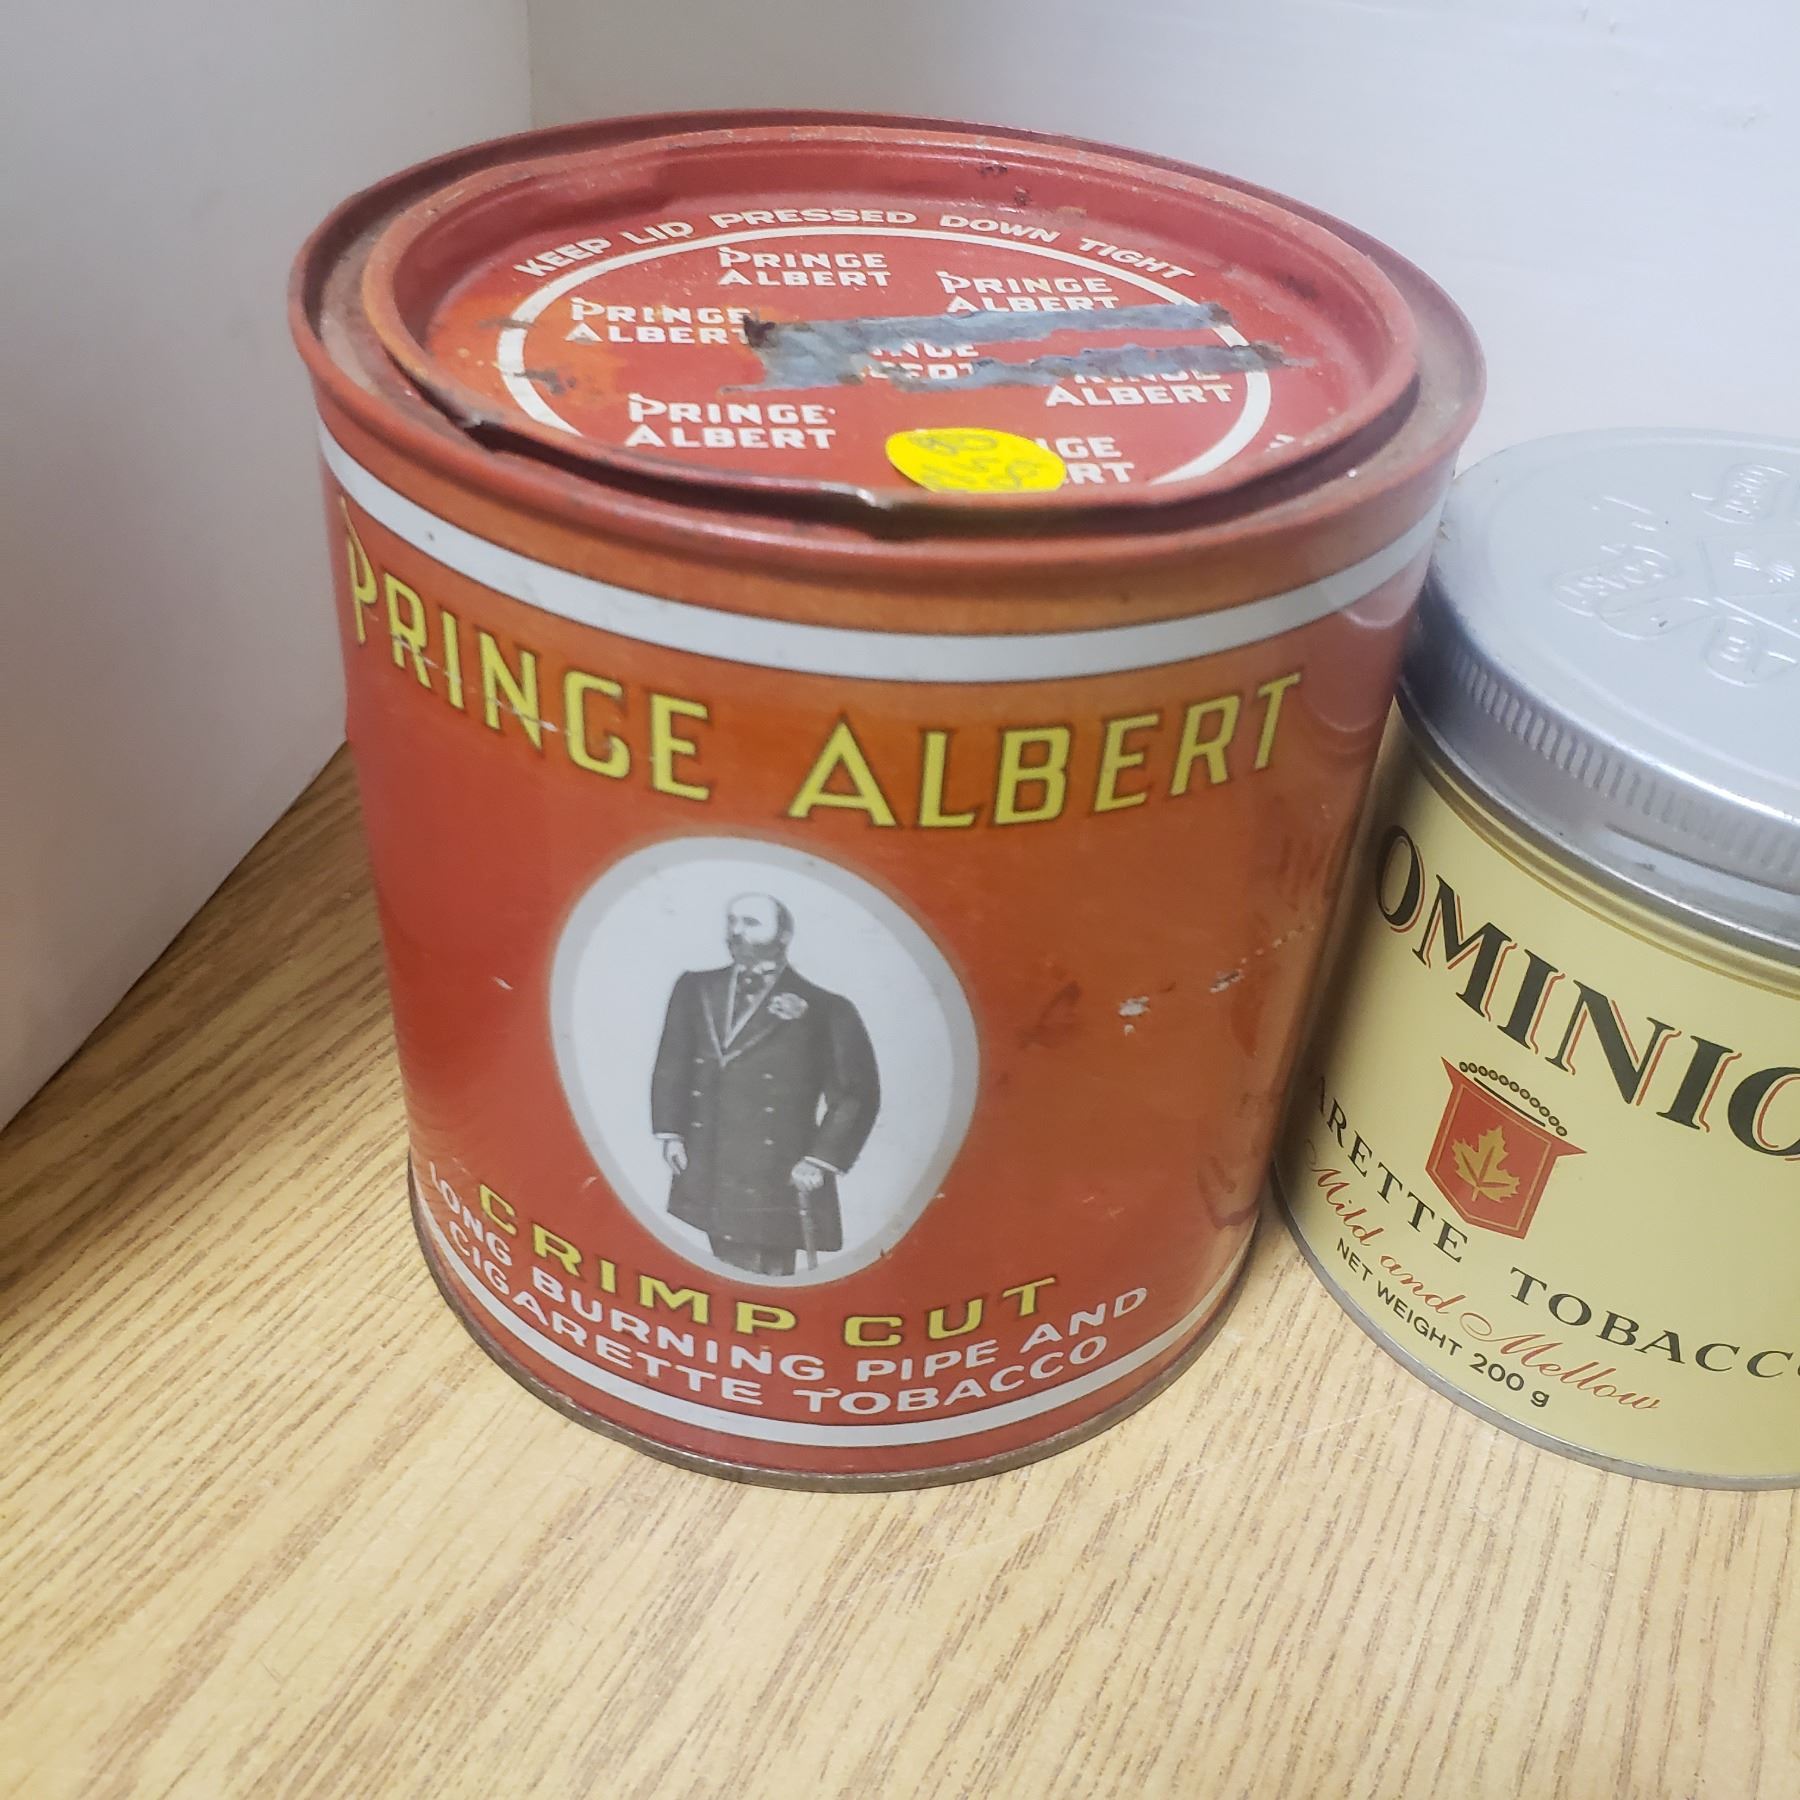 KEEP LID PRESSED DOWN TIGHT
PRINCE
ALBERT
PRINCE
ALBERT
PRINCE
ALBERT
PRINCE
ALBERT
ALBERT
PRINCE ALBERT
CRIMP CUT
LONG BURNING PIPE AND
CIGARETTE TOBACCO
OMINIO
ARETTE TOBACC
Mild and Mellow
NET WEIGHT 200 g